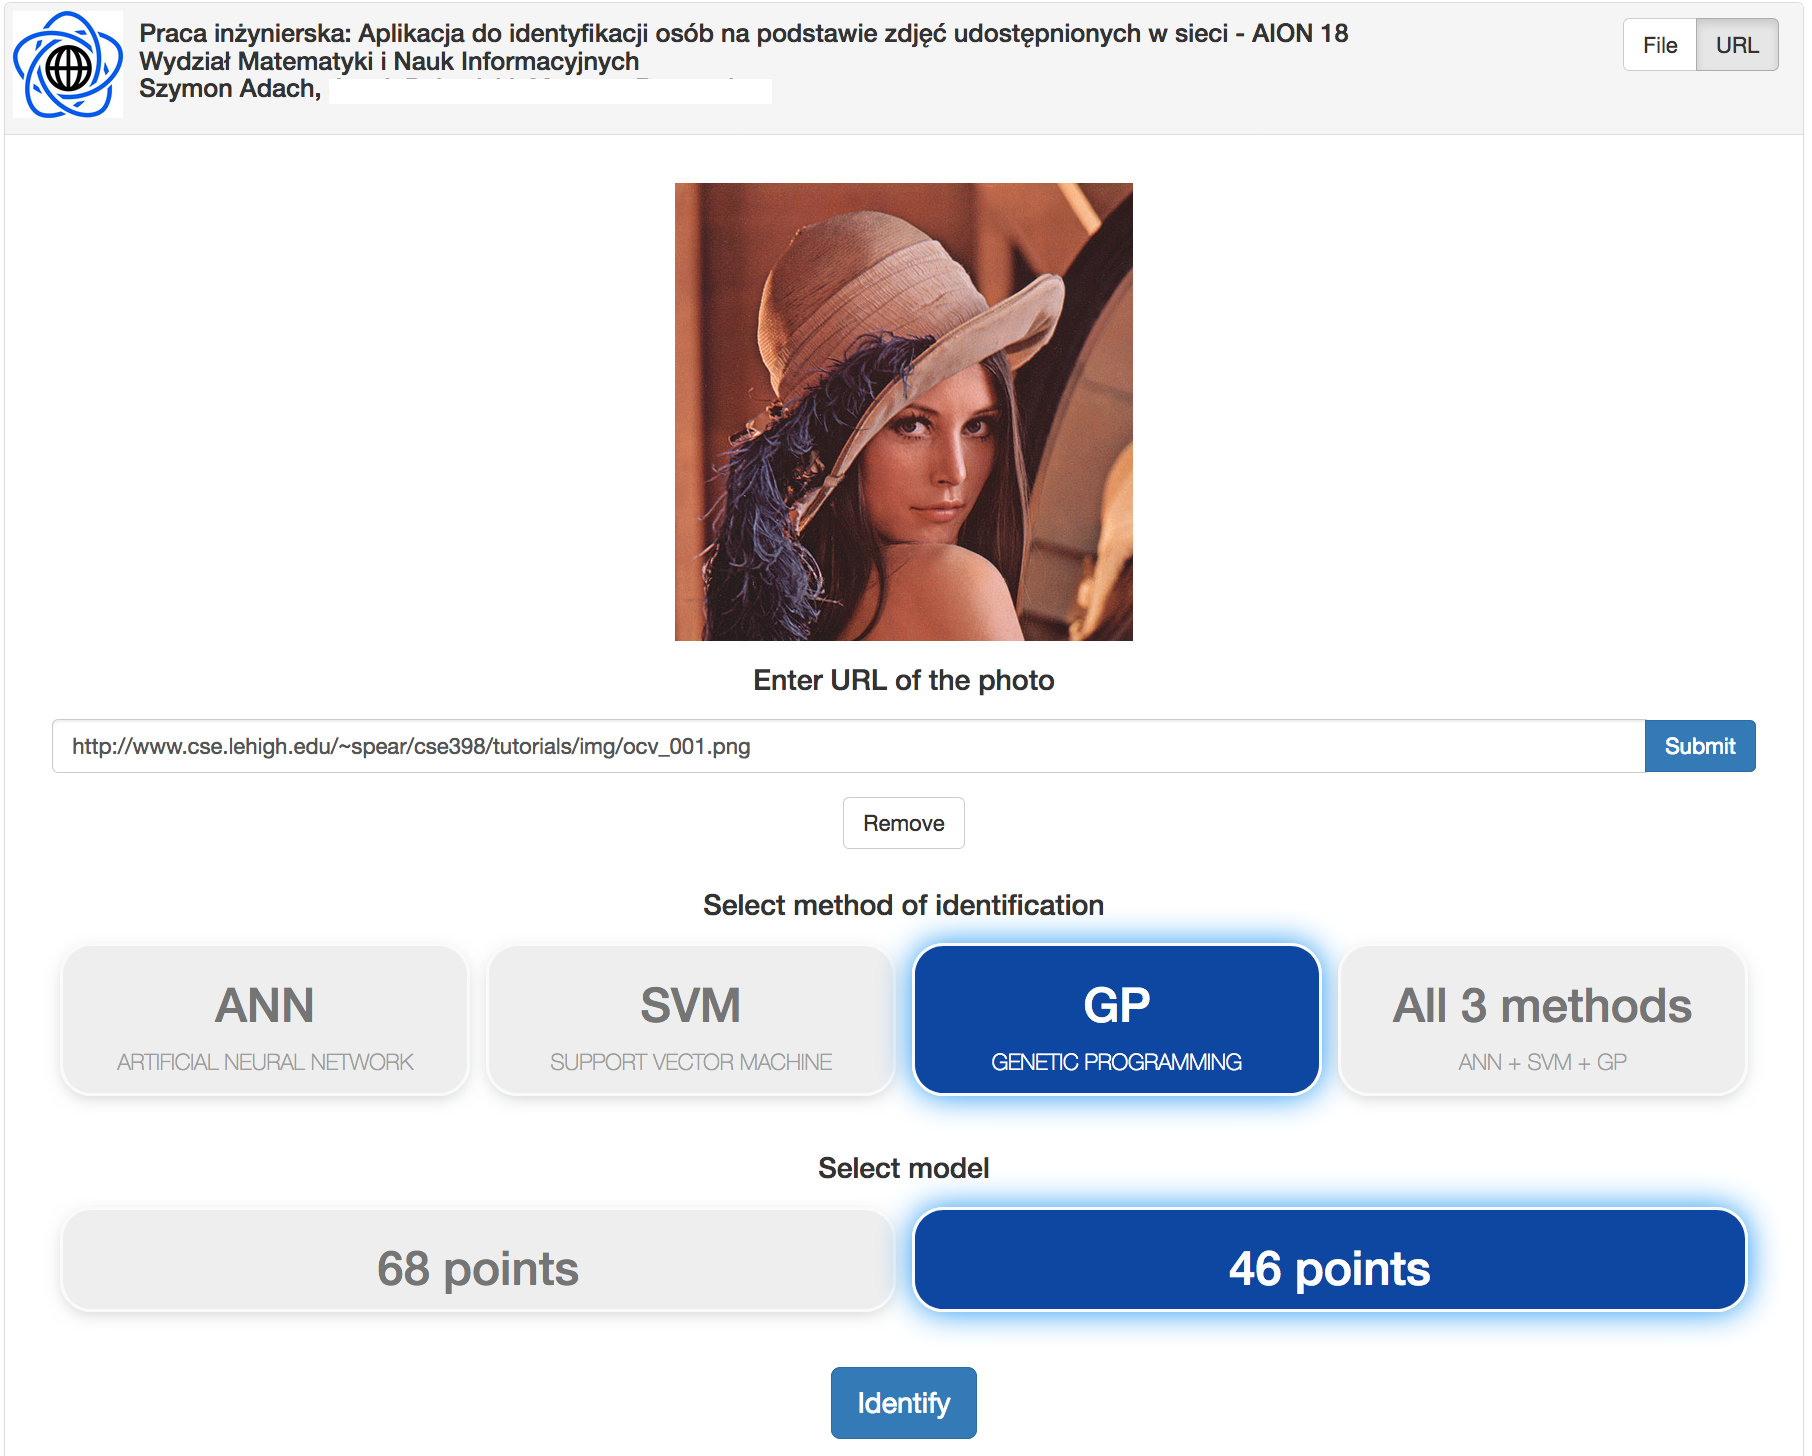 Praca inżynierska: Aplikacja do identyfikacji osób na podstawie zdjęć udostępnionych w sieci - AION 18
Wydział Matematyki i Nauk Informacyjnych
Szymon Adach,
File
URL
Enter URL of the photo
http://www.cse.lehigh.edu/~spear/cse398/tutorials/img/ocv_001.png
Submit
Remove
Select method of identification
ANN
ARTIFICIAL NEURAL NETWORK
SVM
SUPPORT VECTOR MACHINE
GP
GENETIC PROGRAMMING
All 3 methods
ANN + SVM + GP
Select model
68 points
46 points
Identify